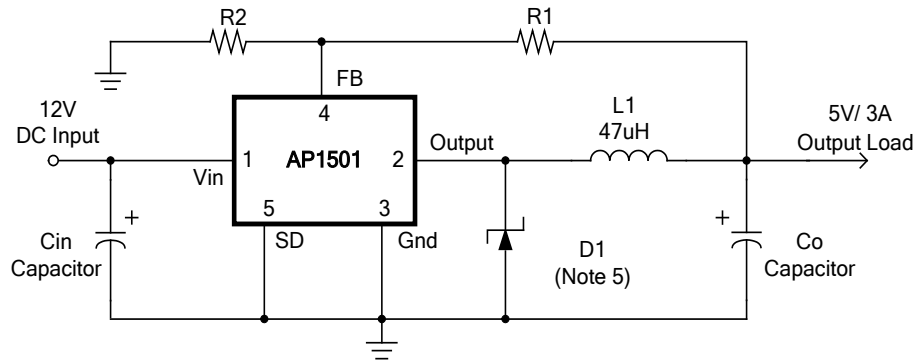 R2
R1
FB
4
12V
DC Input
L1
47uH
5V/ 3A
Output Load
1
AP1501
2
Output
Vin
5
3
SD
Gnd
+
Cin
Capacitor
D1
(Note 5)
+
Co
Capacitor